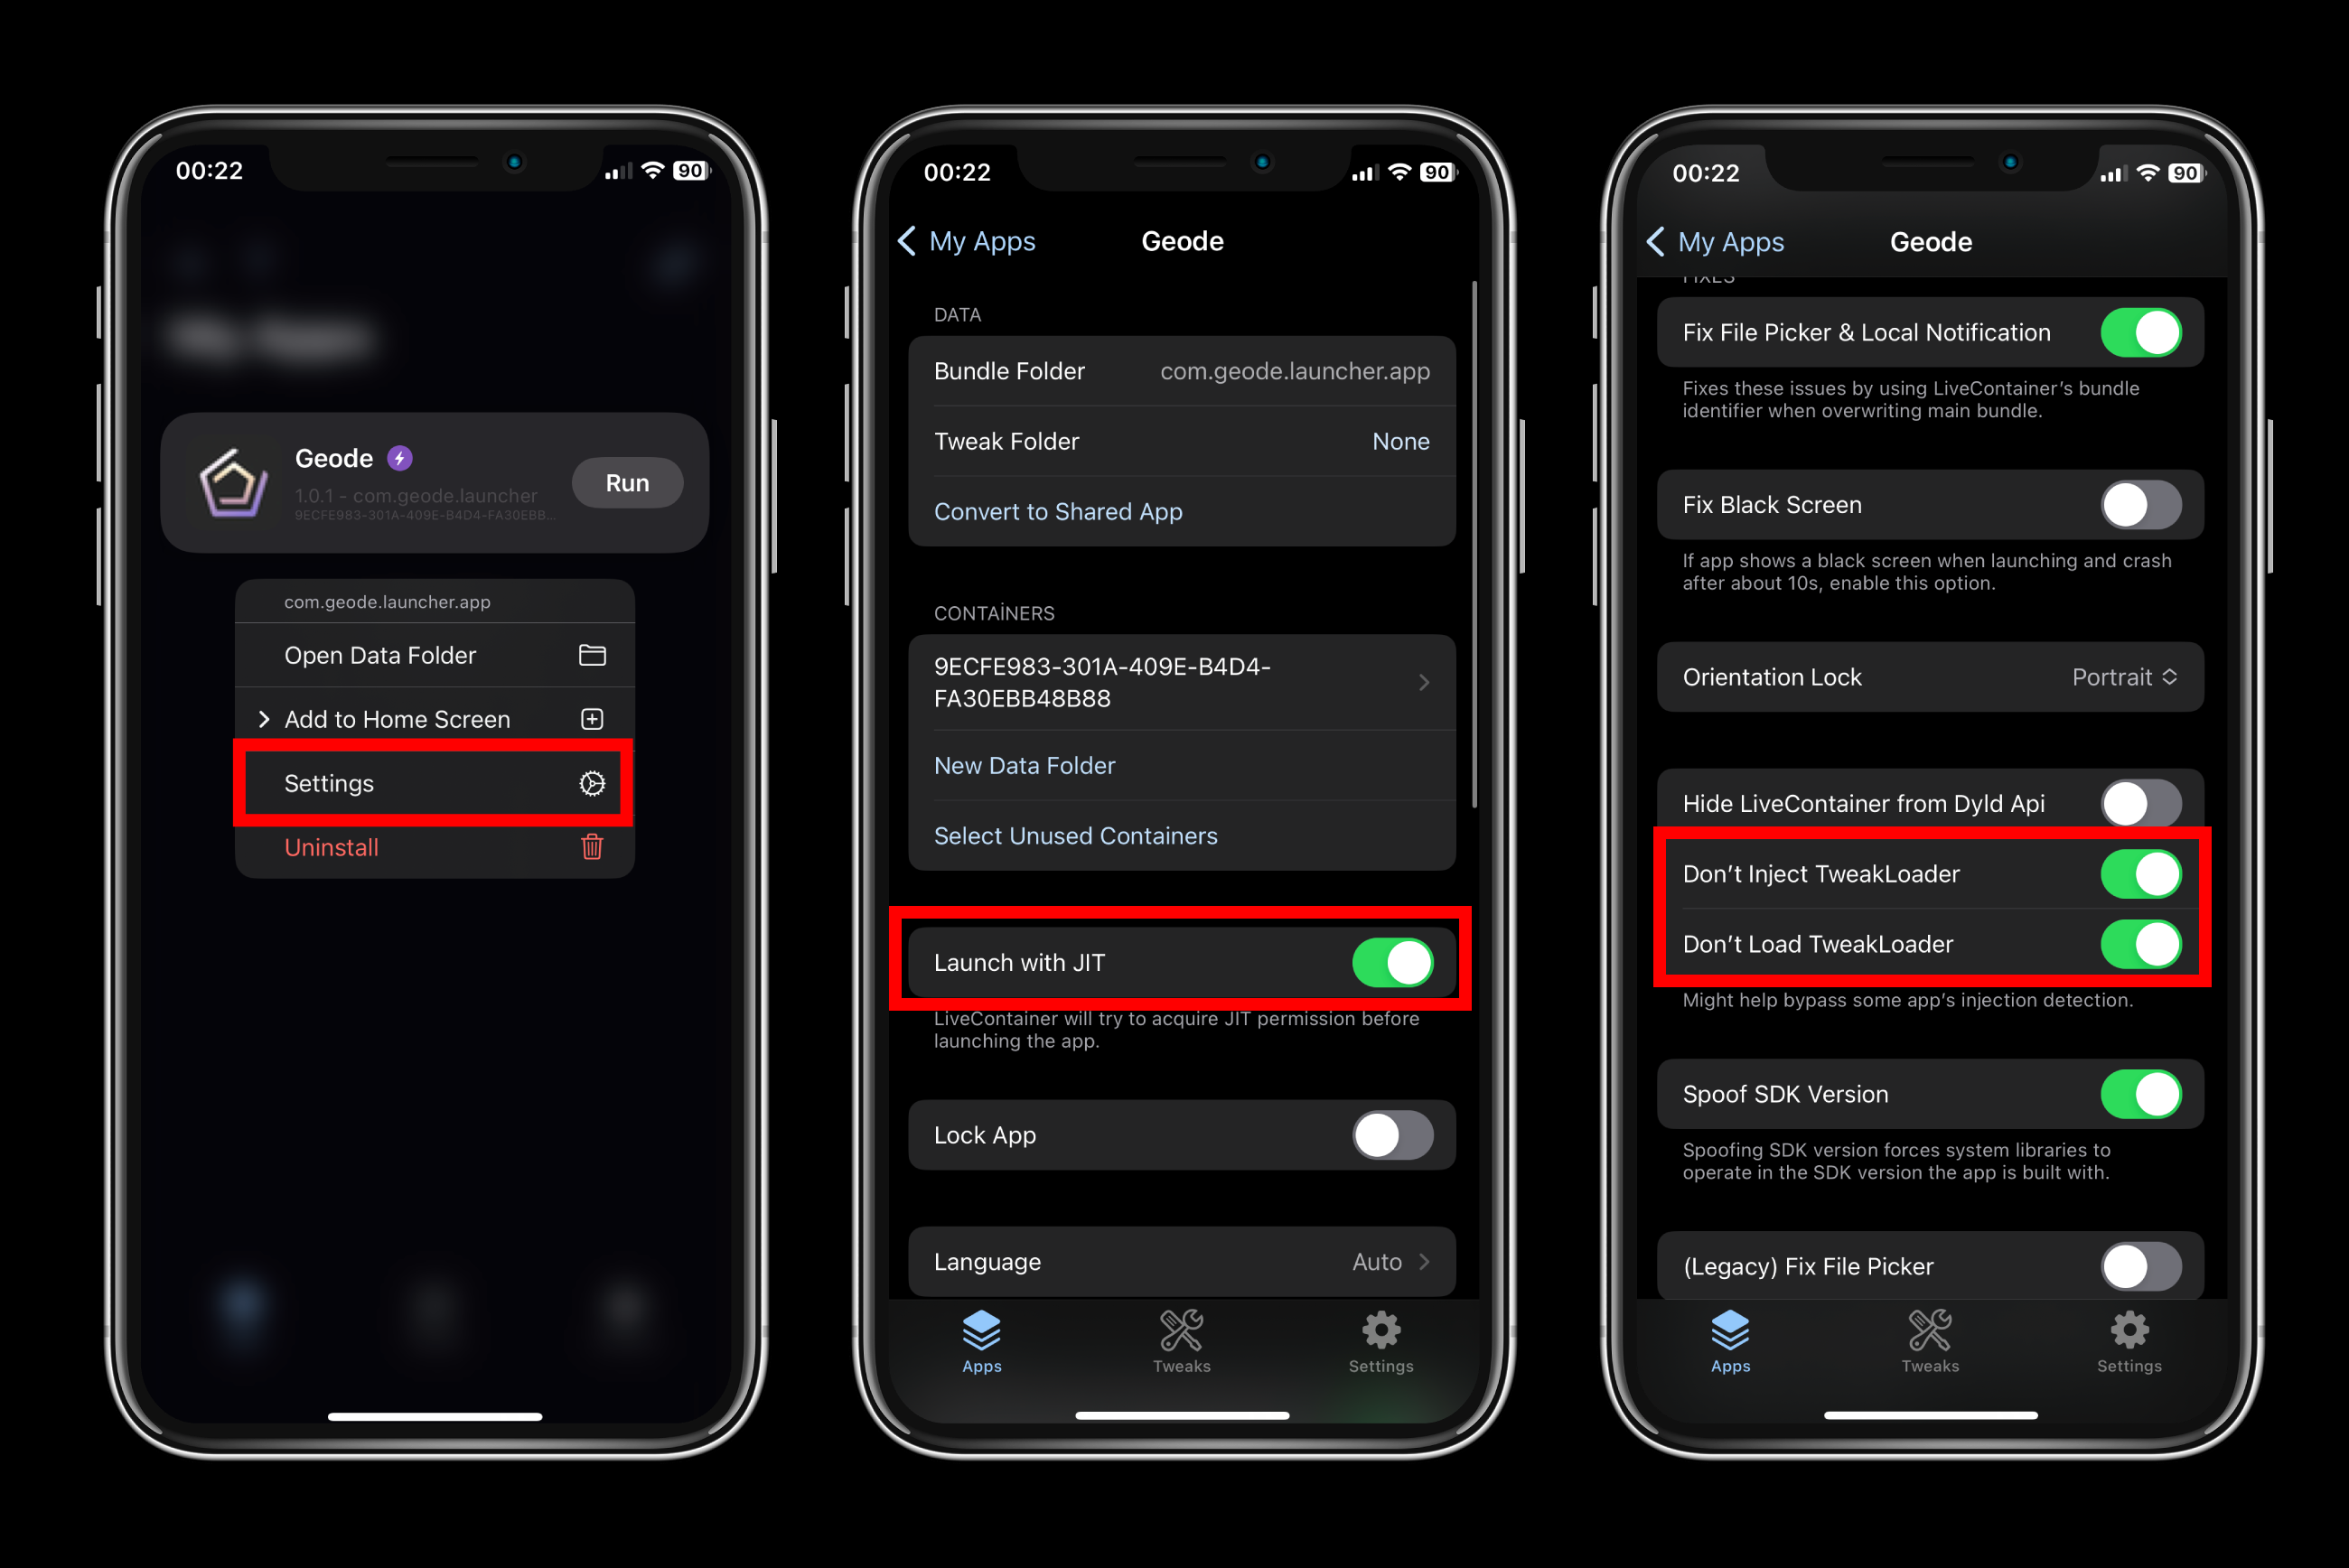 00:22
90
My Apps
Geode
1.0.1 - com.geode.launcher
9ECFE983-301A-409E-B4D4-FA30EBB...
Run
com.geode.launcher.app
Open Data Folder
Add to Home Screen
Settings
Uninstall
00:22
90
My Apps
Geode
DATA
Bundle Folder com.geode.launcher.app
Tweak Folder None
Convert to Shared App
CONTAİNERS
9ECFE983-301A-409E-B4D4-
FA30EBB48B88
New Data Folder
Select Unused Containers
Launch with JIT
LiveContainer will try to acquire JIT permission before
launching the app.
Lock App
Language Auto
Apps Tweaks Settings
00:22
90
My Apps
Geode
FIXES
Fix File Picker & Local Notification
Fixes these issues by using LiveContainer’s bundle
identifier when overwriting main bundle.
Fix Black Screen
If app shows a black screen when launching and crash
after about 10s, enable this option.
Orientation Lock Portrait
Hide LiveContainer from Dyld Api
Don’t Inject TweakLoader
Don’t Load TweakLoader
Might help bypass some app’s injection detection.
Spoof SDK Version
Spoofing SDK version forces system libraries to
operate in the SDK version the app is built with.
(Legacy) Fix File Picker
Apps Tweaks Settings